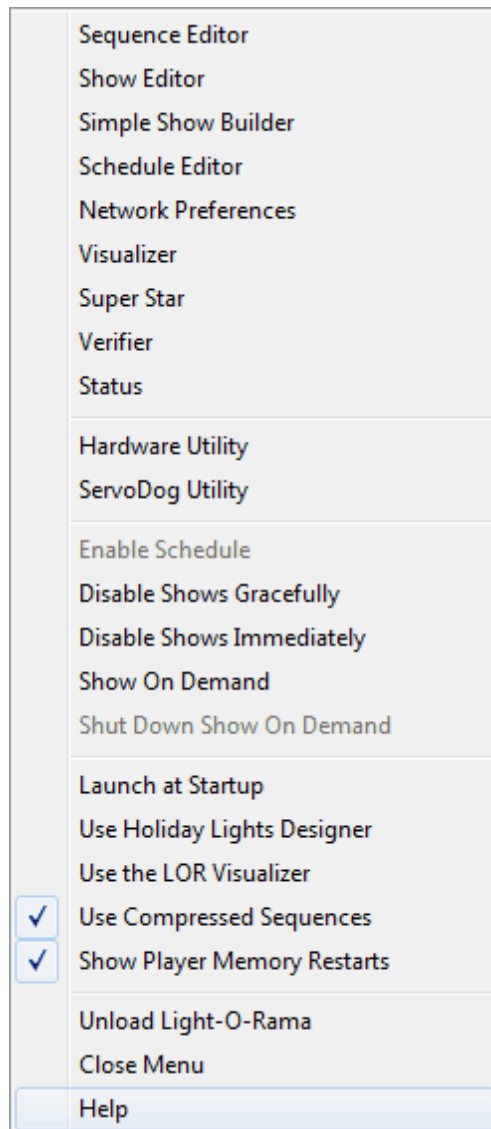 Sequence Editor
Show Editor
Simple Show Builder
Schedule Editor
Network Preferences
Visualizer
Super Star
Verifier
Status
Hardware Utility
ServoDog Utility
Enable Schedule
Disable Shows Gracefully
Disable Shows Immediately
Show On Demand
Shut Down Show On Demand
Launch at Startup
Use Holiday Lights Designer
Use the LOR Visualizer
Use Compressed Sequences
Show Player Memory Restarts
Unload Light-O-Rama
Close Menu
Help